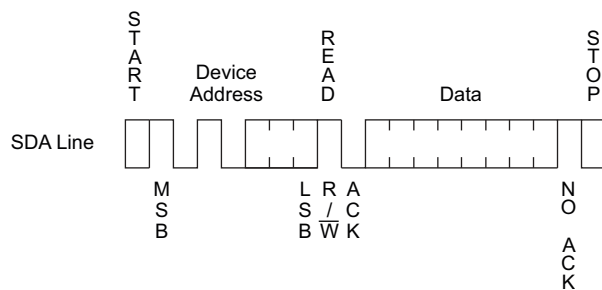 START
Device
Address
READ
Data
STOP
SDA Line
MSB
LSB
R/W
ACK
NO ACK